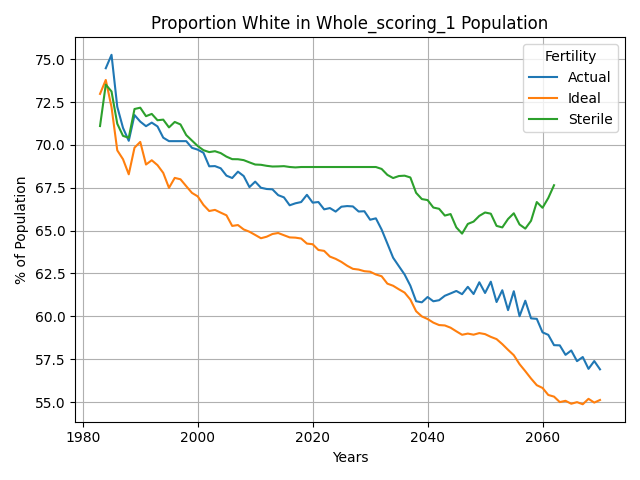 Proportion White in Whole_scoring_1 Population
Fertility
Actual
Ideal
Sterile
% of Population
75.0
72.5
70.0
67.5
65.0
62.5
60.0
57.5
55.0
1980 2000 2020 2040 2060
Years